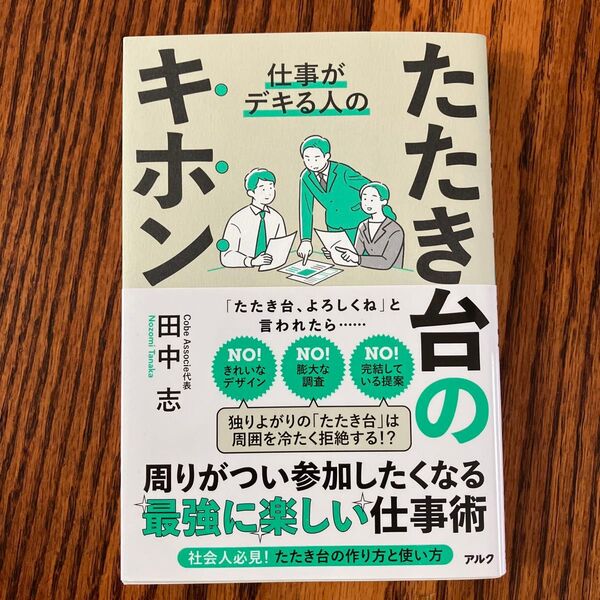 仕事が
デキる人の
たたき台の
キホン
「たたき台、よろしくね」と
言われたら……
NO!
きれいな
デザイン
NO!
膨大な
調査
NO!
完結して
いる提案
独りよがりの「たたき台」は
周囲を冷たく拒絶する!?
Cobe Associe代表
田中 志
Nozomi Tanaka
周りがつい参加したくなる
最強に楽しい仕事術
社会人必見!たたき台の作り方と使い方
アルク